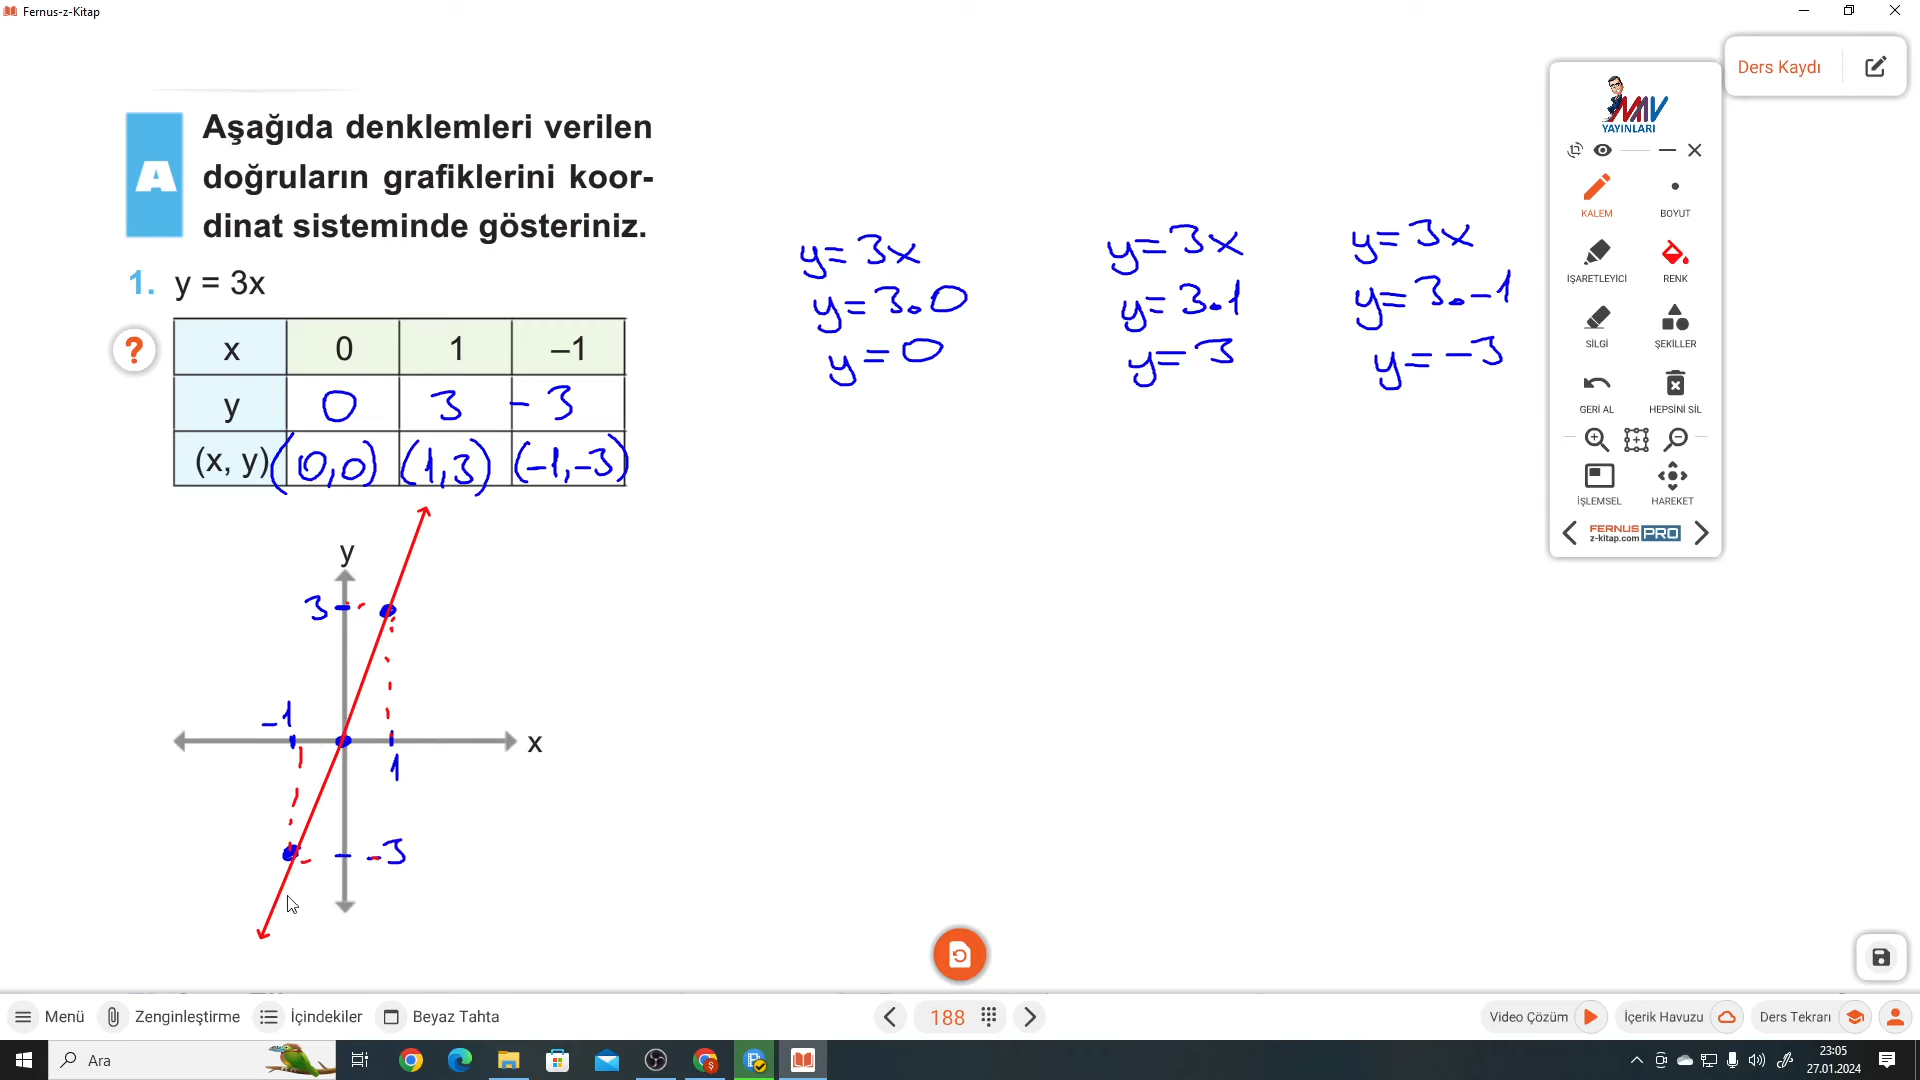 Fernus-z-Kitap
Ders Kaydı
MMV
YAYINLARI
A
Aşağıda denklemleri verilen
doğruların grafiklerini koor-
dinat sisteminde gösteriniz.
1. y = 3x
?
x 0 1 –1
y 0 3 -3
(x, y) (0,0) (1,3) (-1,-3)
y
3
-1
x
1
-3
y=3x
y=3.0
y=0
y=3x
y=3.1
y=3
y=3x
y=3.-1
y=-3
KALEM BOYUT
İŞARETLEYİCİ RENK
SİLGİ ŞEKİLLER
GERİ AL HEPSİNİ SİL
İŞLEMSEL HAREKET
FERNUS
z-kitap.com PRO
Menü Zenginleştirme İçindekiler Beyaz Tahta 188 Video Çözüm İçerik Havuzu Ders Tekrarı
Ara
23:05
27.01.2024